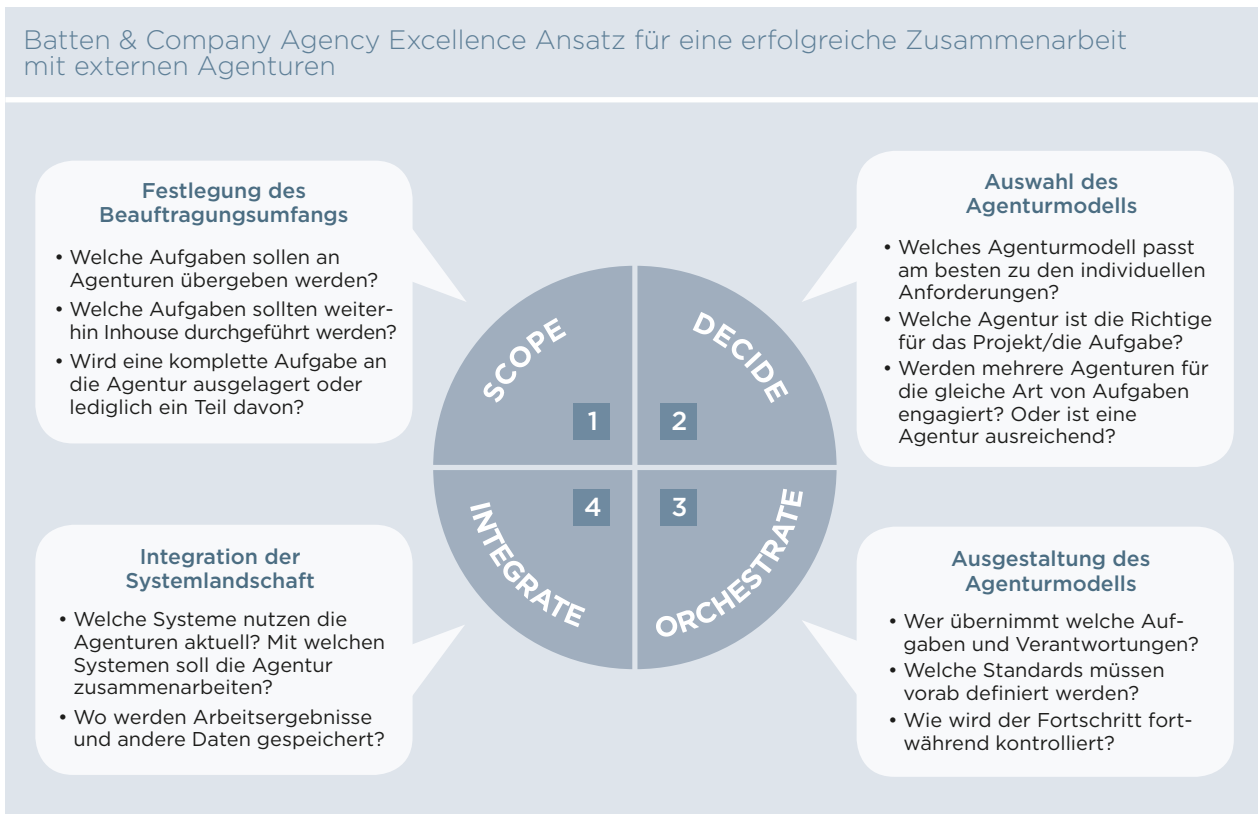 Batten & Company Agency Excellence Ansatz für eine erfolgreiche Zusammenarbeit
mit externen Agenturen
Festlegung des
Beauftragungsumfangs
• Welche Aufgaben sollen an
Agenturen übergeben werden?
• Welche Aufgaben sollten weiter-
hin Inhouse durchgeführt werden?
• Wird eine komplette Aufgabe an
die Agentur ausgelagert oder
lediglich ein Teil davon?
Auswahl des
Agenturmodells
• Welches Agenturmodell passt
am besten zu den individuellen
Anforderungen?
• Welche Agentur ist die Richtige
für das Projekt/die Aufgabe?
• Werden mehrere Agenturen für
die gleiche Art von Aufgaben
engagiert? Oder ist eine
Agentur ausreichend?
SCOPE
1
DECIDE
2
INTEGRATE
4
ORCHESTRATE
3
Integration der
Systemlandschaft
• Welche Systeme nutzen die
Agenturen aktuell? Mit welchen
Systemen soll die Agentur
zusammenarbeiten?
• Wo werden Arbeitsergebnisse
und andere Daten gespeichert?
Ausgestaltung des
Agenturmodells
• Wer übernimmt welche Auf-
gaben und Verantwortungen?
• Welche Standards müssen
vorab definiert werden?
• Wie wird der Fortschritt fort-
während kontrolliert?